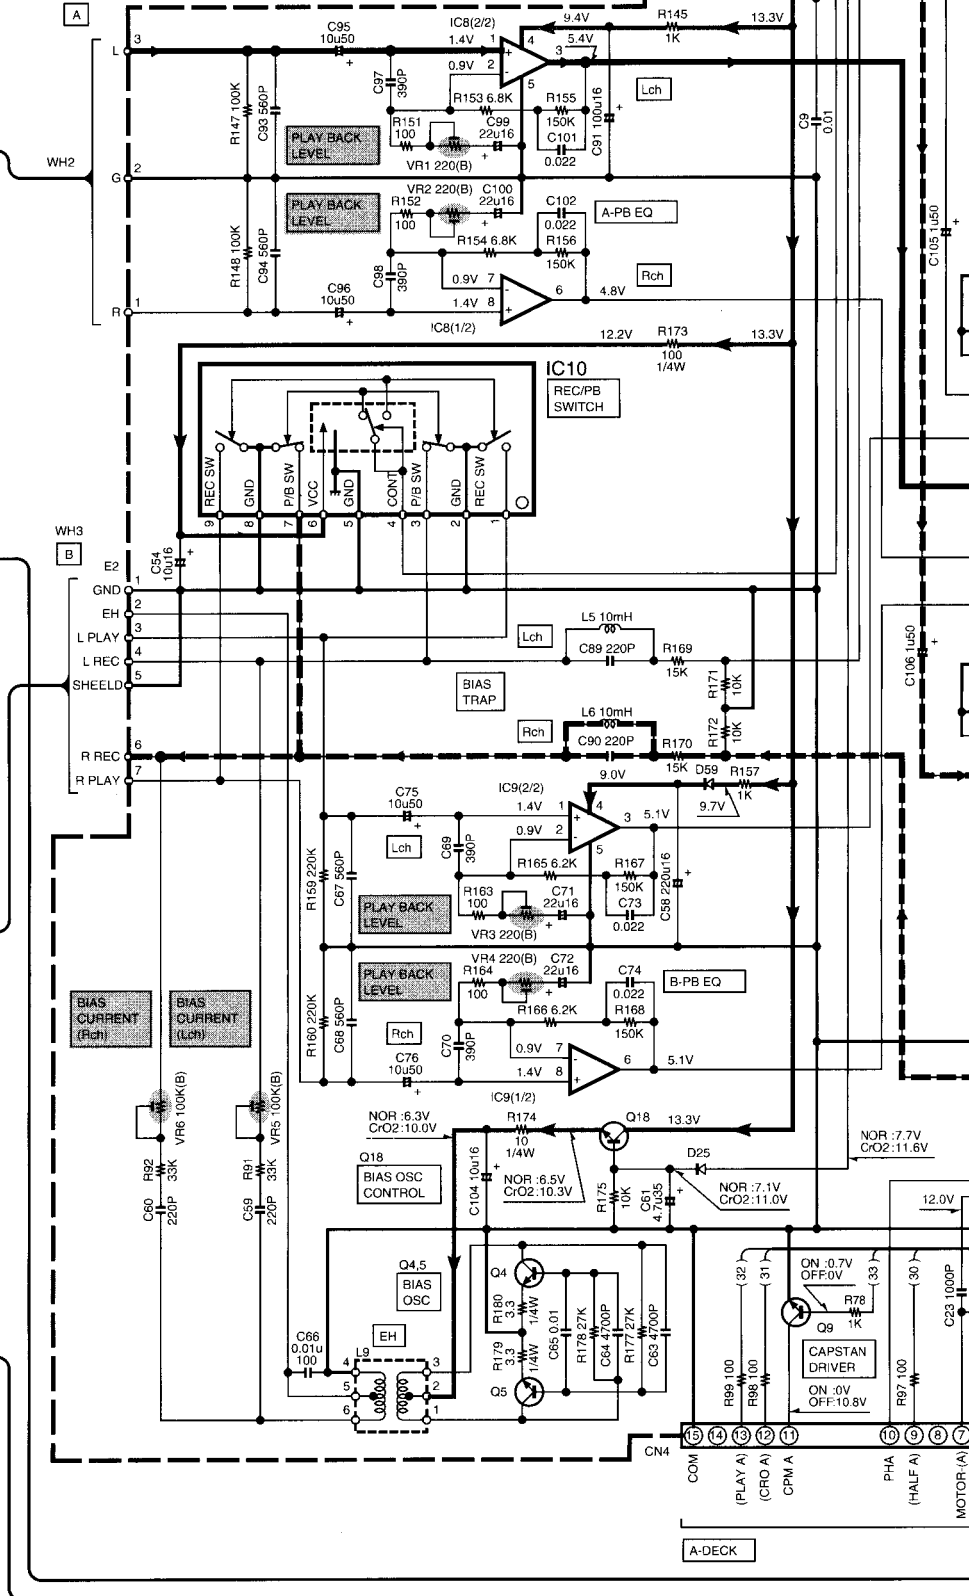 A
IC8(2/2)
9.4V
R145
1K
13.3V
L
3
C95
10u50
+
1.4V
1
4
3
5.4V
0.9V
2
5
Lch
R147 100K
C93 560P
C97
390P
R153 6.8K
R155
150K
C91 100u16
+
C9
0.01
R151
100
C99
22u16
+
C101
0.022
PLAY BACK
LEVEL
VR1 220(B)
WH2
G
2
PLAY BACK
LEVEL
VR2 220(B)
R152
100
C100
22u16
+
C102
0.022
A-PB EQ
C105 1u50
+
R148 100K
C94 560P
C98
390P
R154 6.8K
R156
150K
Rch
0.9V
7
6
4.8V
C96
10u50
+
1.4V
8
R
1
IC8(1/2)
12.2V
R173
100
1/4W
13.3V
IC10
REC/PB
SWITCH
REC SW
GND
P/B SW
VCC
GND
CONT
P/B SW
GND
REC SW
9
8
7
6
5
4
3
2
1
WH3
B
C54
10u16
+
E2
GND
1
EH
2
L PLAY
3
L REC
4
SHEELD
5
Lch
L5 10mH
C89 220P
R169
15K
R171
10K
C106 1u50
+
BIAS
TRAP
Rch
L6 10mH
C90 220P
R170
15K
R172
10K
R REC
6
R PLAY
7
IC9(2/2)
9.0V
D59
R157
1K
9.7V
C75
10u50
+
1.4V
1
4
3
5.1V
Lch
0.9V
2
5
C69
390P
R159 220K
C67 560P
R165 6.2K
R167
150K
C58 220u16
+
R163
100
C71
22u16
+
C73
0.022
PLAY BACK
LEVEL
VR3 220(B)
PLAY BACK
LEVEL
VR4 220(B)
R164
100
C72
22u16
+
C74
0.022
B-PB EQ
BIAS
CURRENT
(Rch)
BIAS
CURRENT
(Lch)
R160 220K
C68 560P
Rch
C70
390P
R166 6.2K
R168
150K
0.9V
7
6
5.1V
C76
10u50
+
1.4V
8
IC9(1/2)
VR6 100K(B)
VR5 100K(B)
NOR :6.3V
CrO2:10.0V
R174
10
1/4W
Q18
13.3V
NOR :7.7V
CrO2:11.6V
Q18
BIAS OSC
CONTROL
C104 10u16
+
NOR :6.5V
CrO2:10.3V
R175
10K
C61
4.7u35
+
D25
NOR :7.1V
CrO2:11.0V
R92
33K
R91
33K
C60
220P
C59
220P
12.0V
Q4,5
BIAS
OSC
Q4
R180
3.3
1/4W
C65 0.01
R178 27K
C64 4700P
R177 27K
C63 4700P
(32)
(31)
ON :0.7V
OFF:0V
(33)
(30)
R78
1K
Q9
C23 1000P
CAPSTAN
DRIVER
C66
0.01u
100
EH
L9
R179
3.3
1/4W
4
3
5
2
6
1
Q5
R99 100
R98 100
ON :0V
OFF:10.8V
R97 100
CN4
15
14
13
12
11
10
9
8
7
COM
(PLAY A)
(CRO A)
CPM A
PHA
(HALF A)
MOTOR-(A)
A-DECK